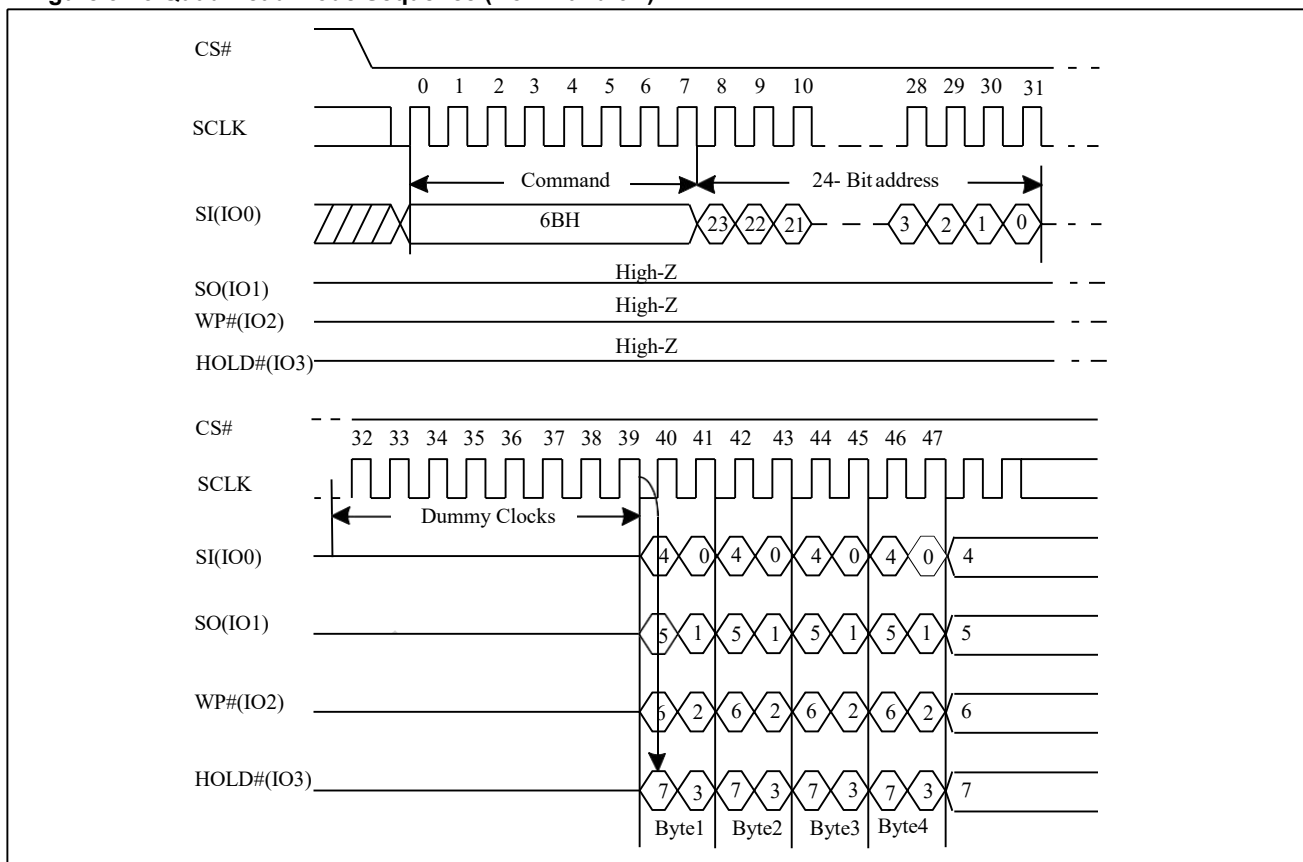 CS#
0 1 2 3 4 5 6 7 8 9 10 28 29 30 31
SCLK
Command 24- Bit address
SI(IO0) 6BH 23 22 21 3 2 1 0
High-Z
SO(IO1)
High-Z
WP#(IO2)
High-Z
HOLD#(IO3)
CS#
32 33 34 35 36 37 38 39 40 41 42 43 44 45 46 47
SCLK
Dummy Clocks
SI(IO0) 4 0 4 0 4 0 4 0 4
SO(IO1) 5 1 5 1 5 1 5 1 5
WP#(IO2) 6 2 6 2 6 2 6 2 6
HOLD#(IO3) 7 3 7 3 7 3 7 3 7
Byte1 Byte2 Byte3 Byte4